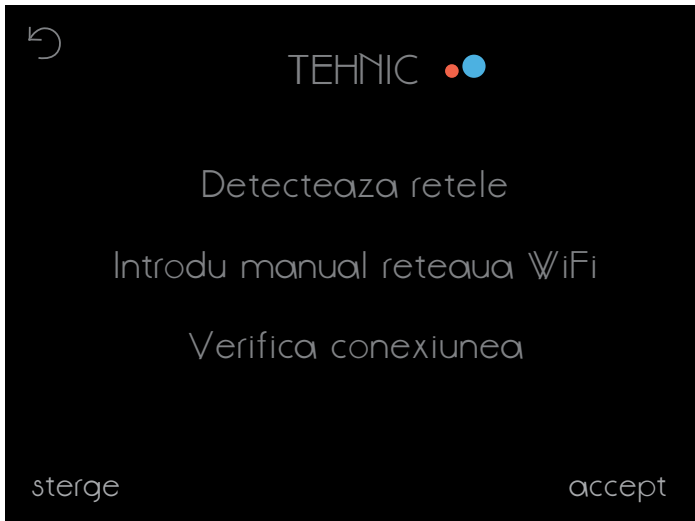 TEHNIC
Detecteaza retele
Introdu manual reteaua WiFi
Verifica conexiunea
sterge
accept